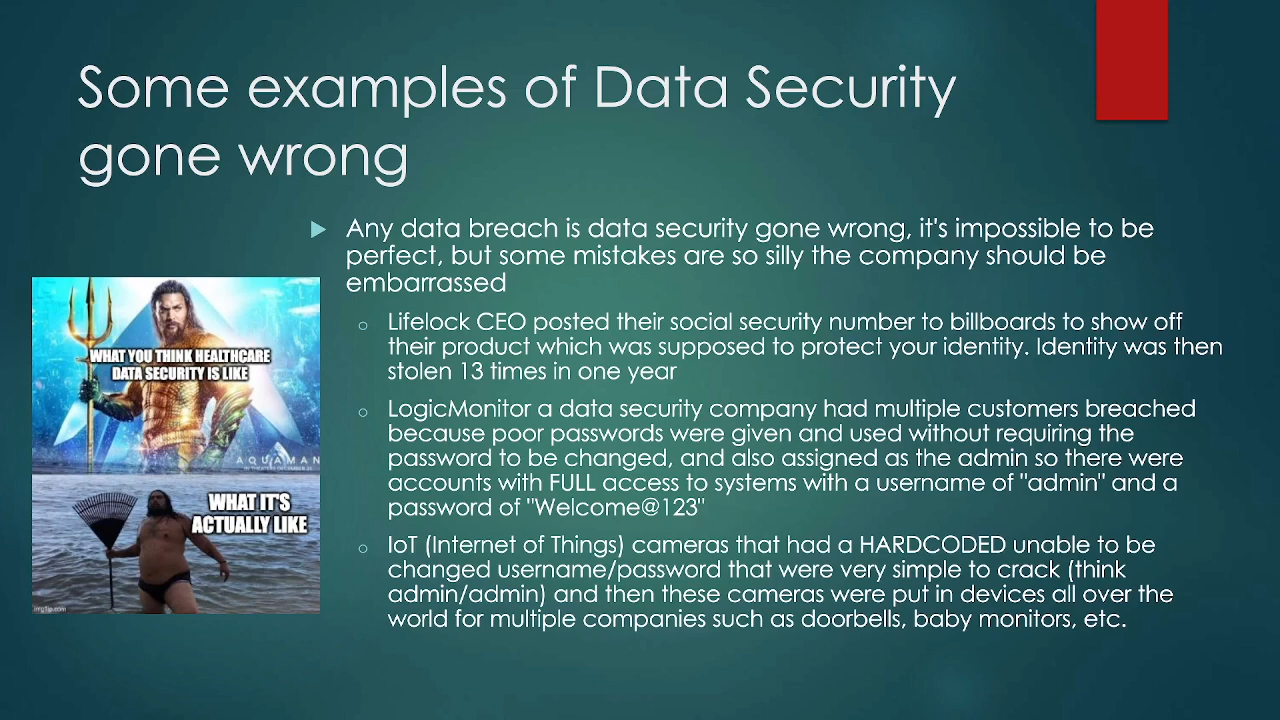 Some examples of Data Security
gone wrong
Any data breach is data security gone wrong, it's impossible to be
perfect, but some mistakes are so silly the company should be
embarrassed
Lifelock CEO posted their social security number to billboards to show off
their product which was supposed to protect your identity. Identity was then
stolen 13 times in one year
LogicMonitor a data security company had multiple customers breached
because poor passwords were given and used without requiring the
password to be changed, and also assigned as the admin so there were
accounts with FULL access to systems with a username of "admin" and a
password of "Welcome@123"
IoT (Internet of Things) cameras that had a HARDCODED unable to be
changed username/password that were very simple to crack (think
admin/admin) and then these cameras were put in devices all over the
world for multiple companies such as doorbells, baby monitors, etc.
WHAT YOU THINK HEALTHCARE
DATA SECURITY IS LIKE
AQUAMAN
IN THEATERS DECEMBER 21
WHAT IT'S
ACTUALLY LIKE
imgflip.com